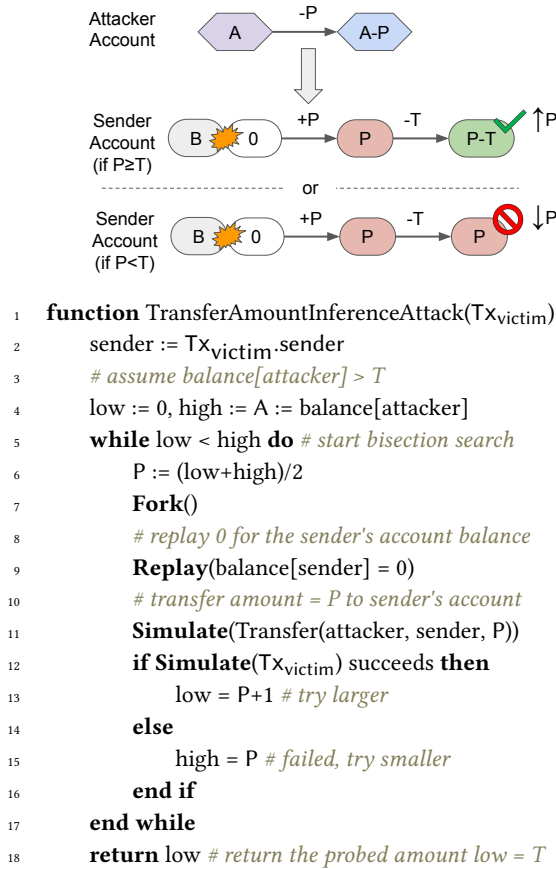 Attacker
Account
A
-P
A-P
Sender
Account
(if P≥T)
B
0
+P
P
-T
P-T
↑P
or
Sender
Account
(if P<T)
B
0
+P
P
-T
P
↓P
1 function TransferAmountInferenceAttack(Txvictim)
2 sender := Txvictim.sender
3 # assume balance[attacker] > T
4 low := 0, high := A := balance[attacker]
5 while low < high do # start bisection search
6 P := (low+high)/2
7 Fork()
8 # replay 0 for the sender's account balance
9 Replay(balance[sender] = 0)
10 # transfer amount = P to sender's account
11 Simulate(Transfer(attacker, sender, P))
12 if Simulate(Txvictim) succeeds then
13 low = P+1 # try larger
14 else
15 high = P # failed, try smaller
16 end if
17 end while
18 return low # return the probed amount low = T